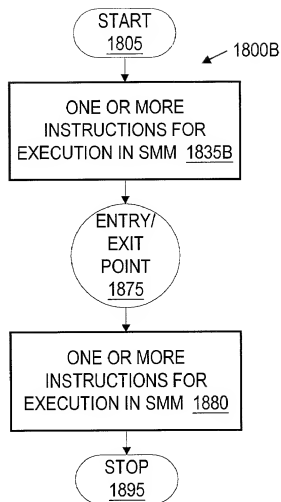 START
1805
1800B
ONE OR MORE
INSTRUCTIONS FOR
EXECUTION IN SMM 1835B
ENTRY/
EXIT
POINT
1875
ONE OR MORE
INSTRUCTIONS FOR
EXECUTION IN SMM 1880
STOP
1895